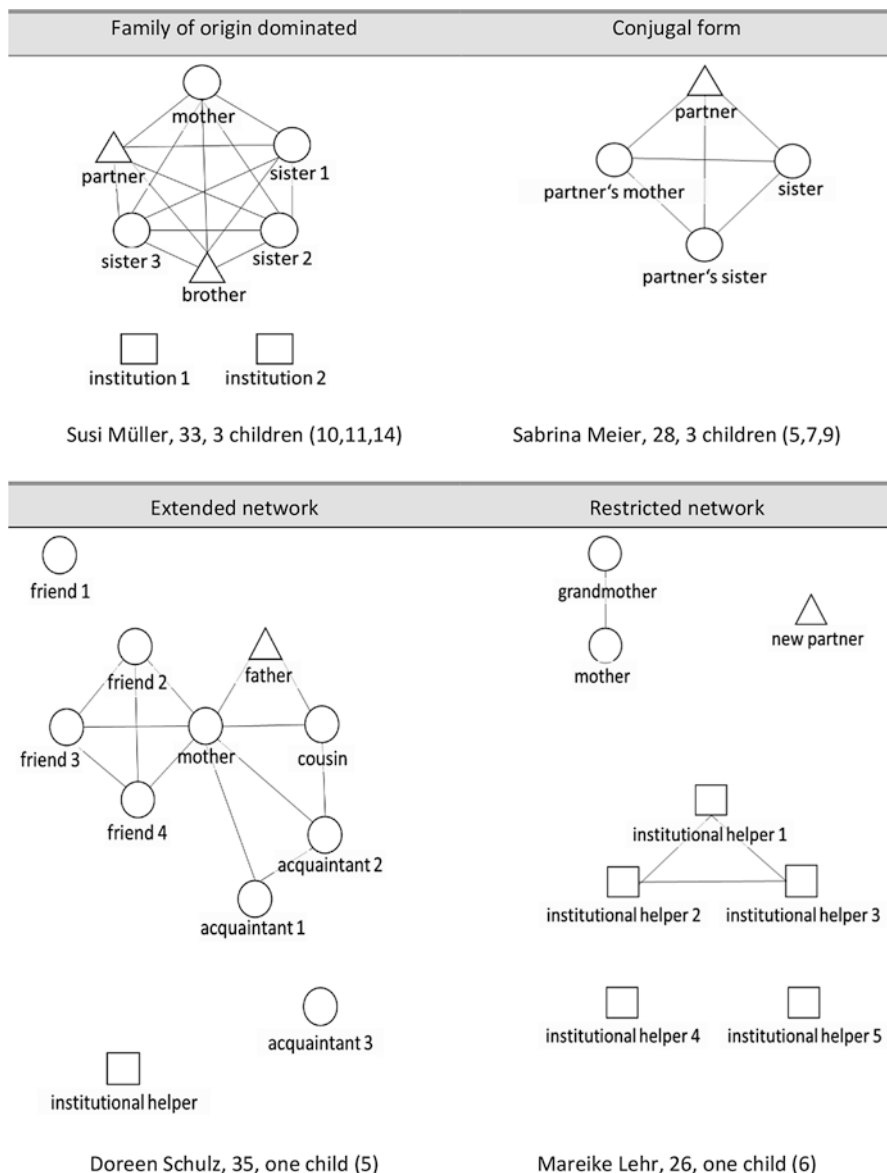 Family of origin dominated
Conjugal form
mother
partner
sister 1
sister 3
sister 2
brother
institution 1
institution 2
Susi Müller, 33, 3 children (10,11,14)
partner
partner‘s mother
sister
partner‘s sister
Sabrina Meier, 28, 3 children (5,7,9)
Extended network
Restricted network
friend 1
friend 2
father
friend 3
mother
cousin
friend 4
acquaintant 2
acquaintant 1
acquaintant 3
institutional helper
Doreen Schulz, 35, one child (5)
grandmother
new partner
mother
institutional helper 1
institutional helper 2
institutional helper 3
institutional helper 4
institutional helper 5
Mareike Lehr, 26, one child (6)